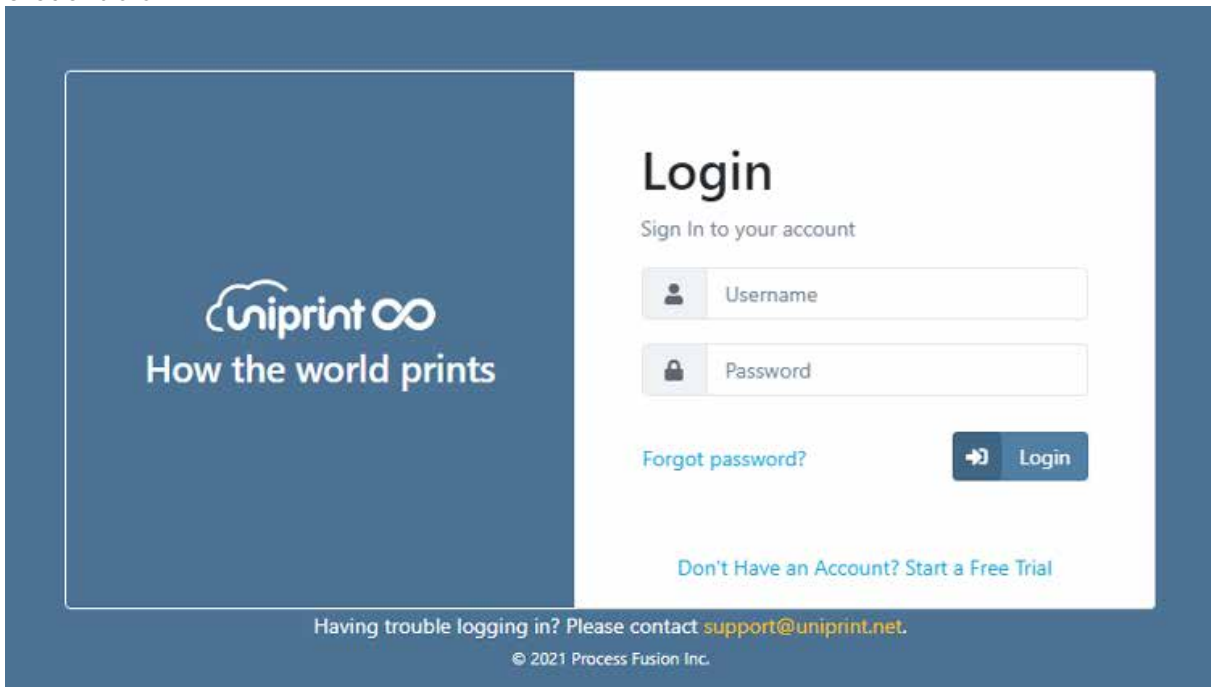 uniprint
How the world prints
Login
Sign In to your account
Username
Password
Forgot password?
Login
Don't Have an Account? Start a Free Trial
Having trouble logging in? Please contact support@uniprint.net.
© 2021 Process Fusion Inc.